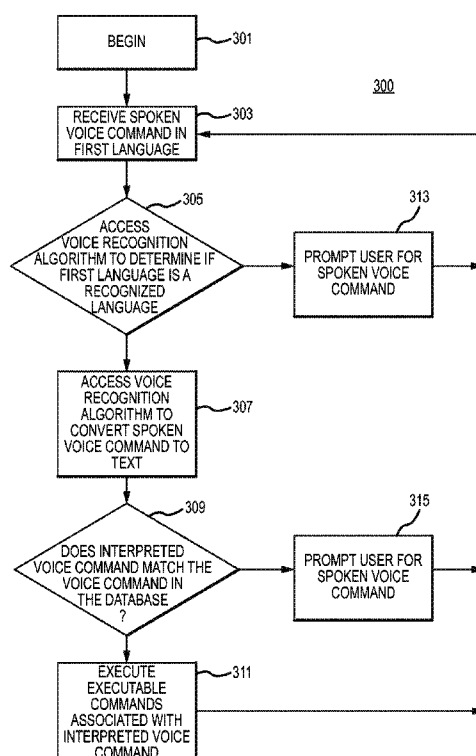 BEGIN
301
300
RECEIVE SPOKEN
VOICE COMMAND IN
FIRST LANGUAGE
303
305
ACCESS
VOICE RECOGNITION
ALGORITHM TO DETERMINE IF
FIRST LANGUAGE IS A
RECOGNIZED
LANGUAGE
313
PROMPT USER FOR
SPOKEN VOICE
COMMAND
ACCESS VOICE
RECOGNITION
ALGORITHM TO
CONVERT SPOKEN
VOICE COMMAND TO
TEXT
307
309
DOES INTERPRETED
VOICE COMMAND MATCH THE
VOICE COMMAND IN
THE DATABASE
?
315
PROMPT USER FOR
SPOKEN VOICE
COMMAND
EXECUTE
EXECUTABLE
COMMANDS
ASSOCIATED WITH
INTERPRETED VOICE
COMMAND
311